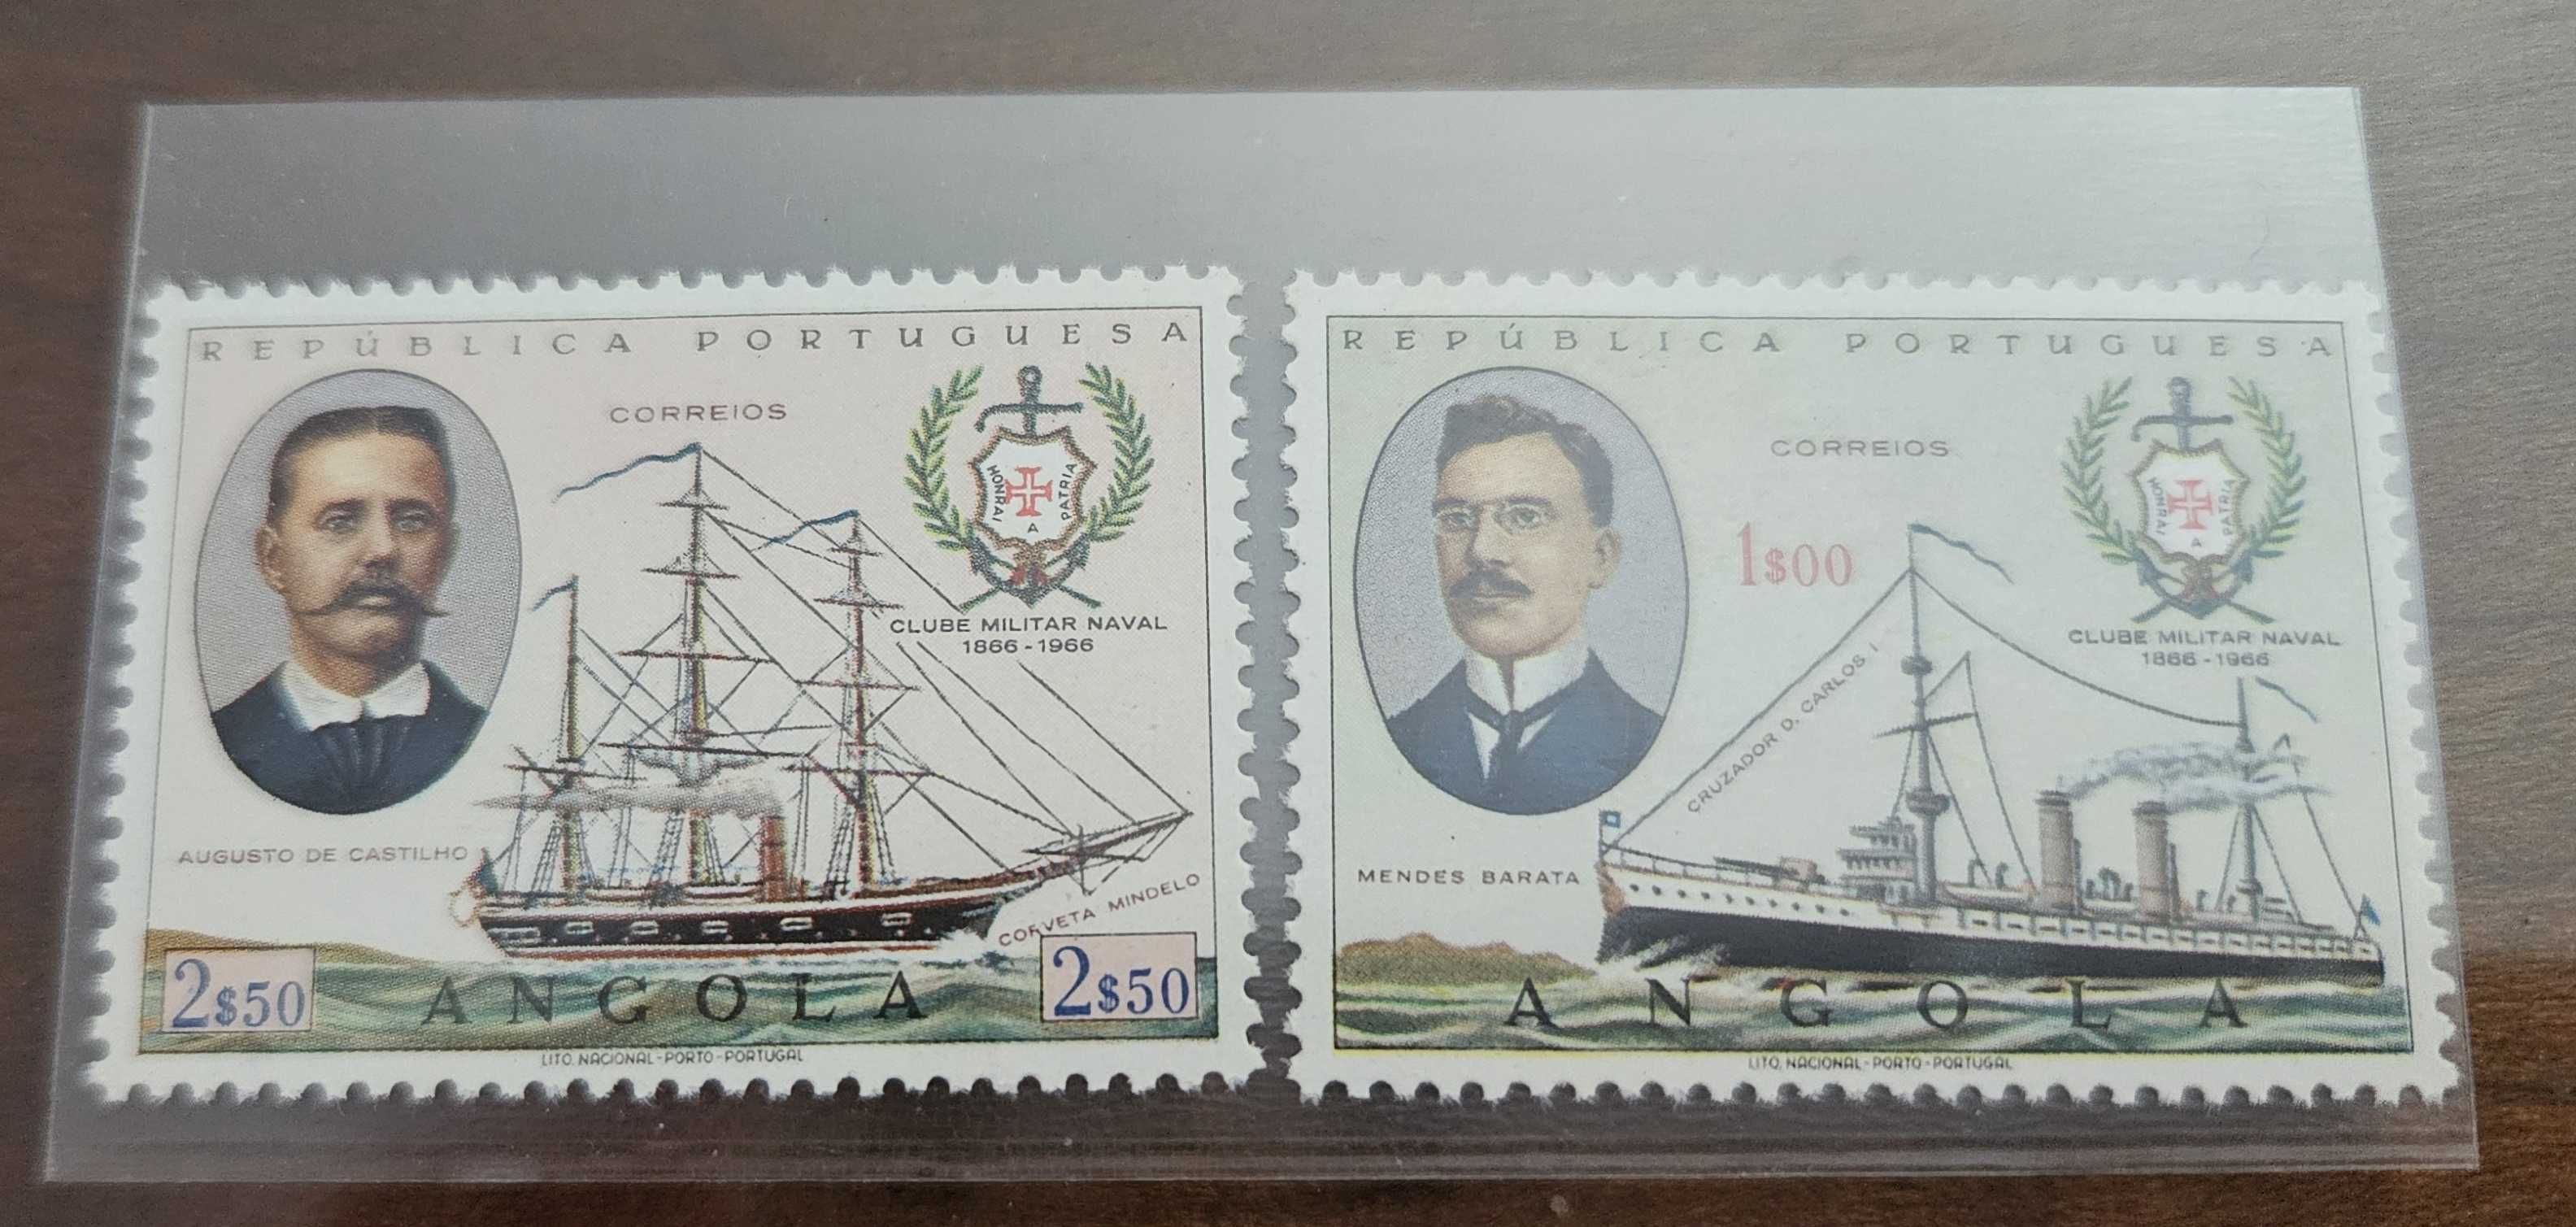 REPÚBLICA PORTUGUESA
CORREIOS
HONRAI
A
PATRIA
CLUBE MILITAR NAVAL
1866-1966
AUGUSTO DE CASTILHO
CORVETA MINDELO
2$50
ANGOLA
2$50
LITO. NACIONAL - PORTO - PORTUGAL
REPÚBLICA PORTUGUESA
CORREIOS
1$00
HONRAI
A
PATRIA
CLUBE MILITAR NAVAL
1866-1966
CRUZADOR D. CARLOS I
MENDES BARATA
ANGOLA
LITO. NACIONAL - PORTO - PORTUGAL